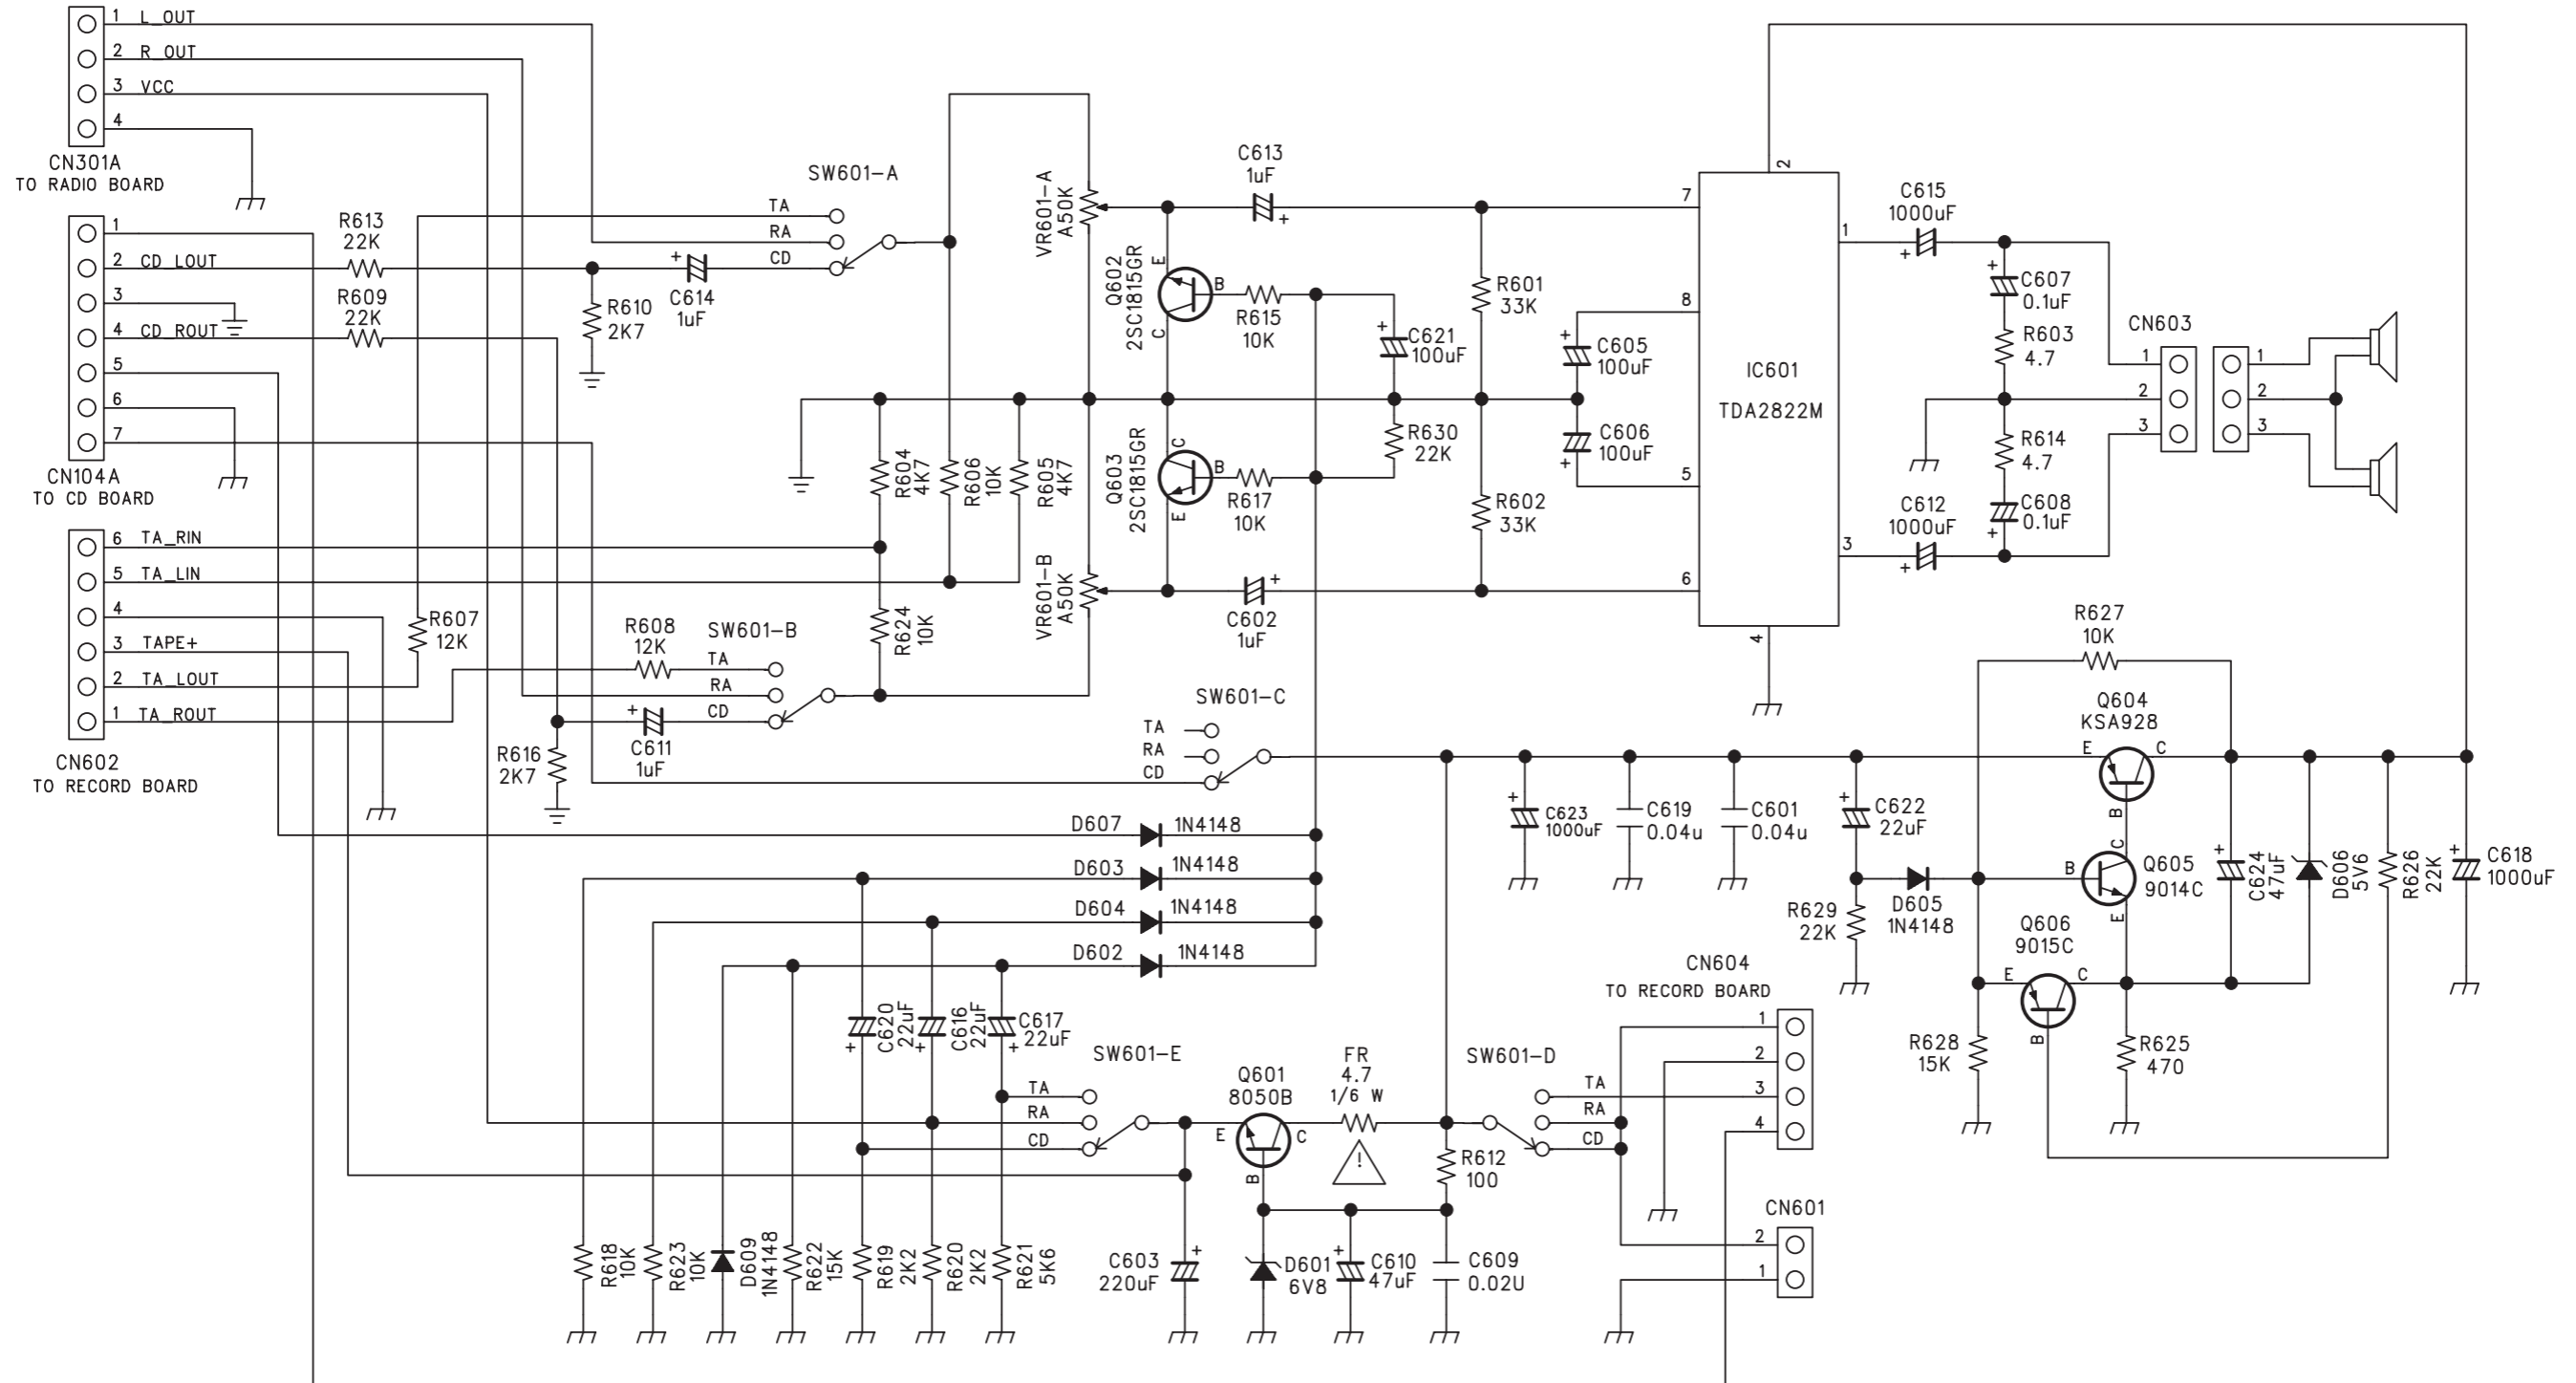 1 L_OUT
2 R_OUT
3 VCC
4
CN301A
TO RADIO BOARD
1
2 CD_LOUT
3
4 CD_ROUT
5
6
7
CN104A
TO CD BOARD
6 TA_RIN
5 TA_LIN
4
3 TAPE+
2 TA_LOUT
1 TA_ROUT
CN602
TO RECORD BOARD
R613
22K
R609
22K
R610
2K7
+
C614
1uF
SW601-A
TA
RA
CD
R607
12K
R608
12K
SW601-B
TA
RA
CD
+
C611
1uF
R616
2K7
R604
4K7
R606
10K
R605
4K7
R624
10K
VR601-A
A50K
VR601-B
A50K
C613
1uF
+
Q602
2SC1815GR
E
B
C
R615
10K
Q603
2SC1815GR
C
B
E
R617
10K
+
C621
100uF
R630
22K
+
C602
1uF
R601
33K
R602
33K
+
C605
100uF
C606
100uF
+
7
8
5
6
2
1
3
4
IC601
TDA2822M
C615
1000uF
+
+
C607
0.1uF
R603
4.7
R614
4.7
C608
0.1uF
+
C612
1000uF
+
CN603
1
2
3
1
2
3
SW601-C
TA
RA
CD
D607 1N4148
D603 1N4148
D604 1N4148
D602 1N4148
+
C623
1000uF
C619
0.04u
C601
0.04u
+
C622
22uF
R629
22K
D605
1N4148
R627
10K
Q604
KSA928
E
C
B
C
B
E
Q605
9014C
Q606
9015C
E
C
B
R628
15K
R625
470
+
C624
47uF
D606
5V6
R626
22K
+
C618
1000uF
C620
22uF
+
C616
22uF
+
C617
22uF
+
SW601-E
TA
RA
CD
Q601
8050B
E
C
B
FR
4.7
1/6 W
!
SW601-D
TA
RA
CD
R612
100
CN604
TO RECORD BOARD
1
2
3
4
CN601
2
1
R618
10K
R623
10K
D609
1N4148
R622
15K
R619
2K2
R620
2K2
R621
5K6
C603
220uF
+
D601
6V8
+
C610
47uF
C609
0.02U